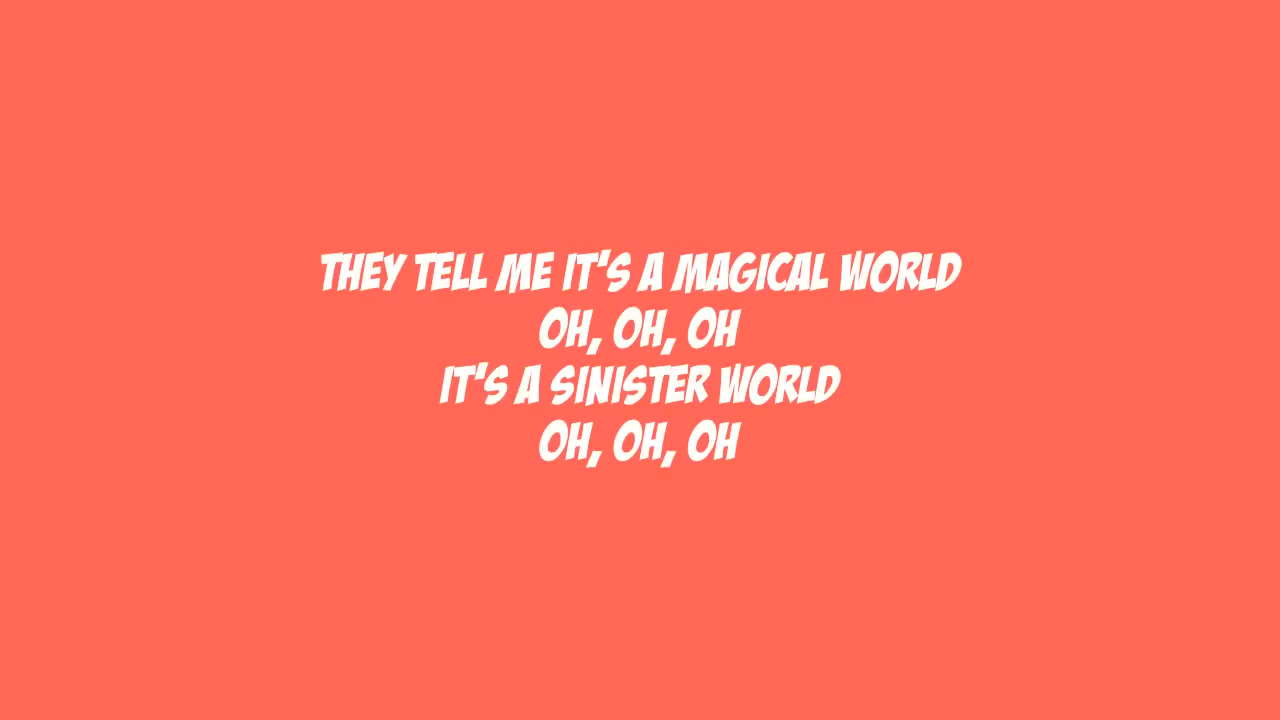 THEY TELL ME IT'S A MAGICAL WORLD
OH, OH, OH
IT'S A SINISTER WORLD
OH, OH, OH